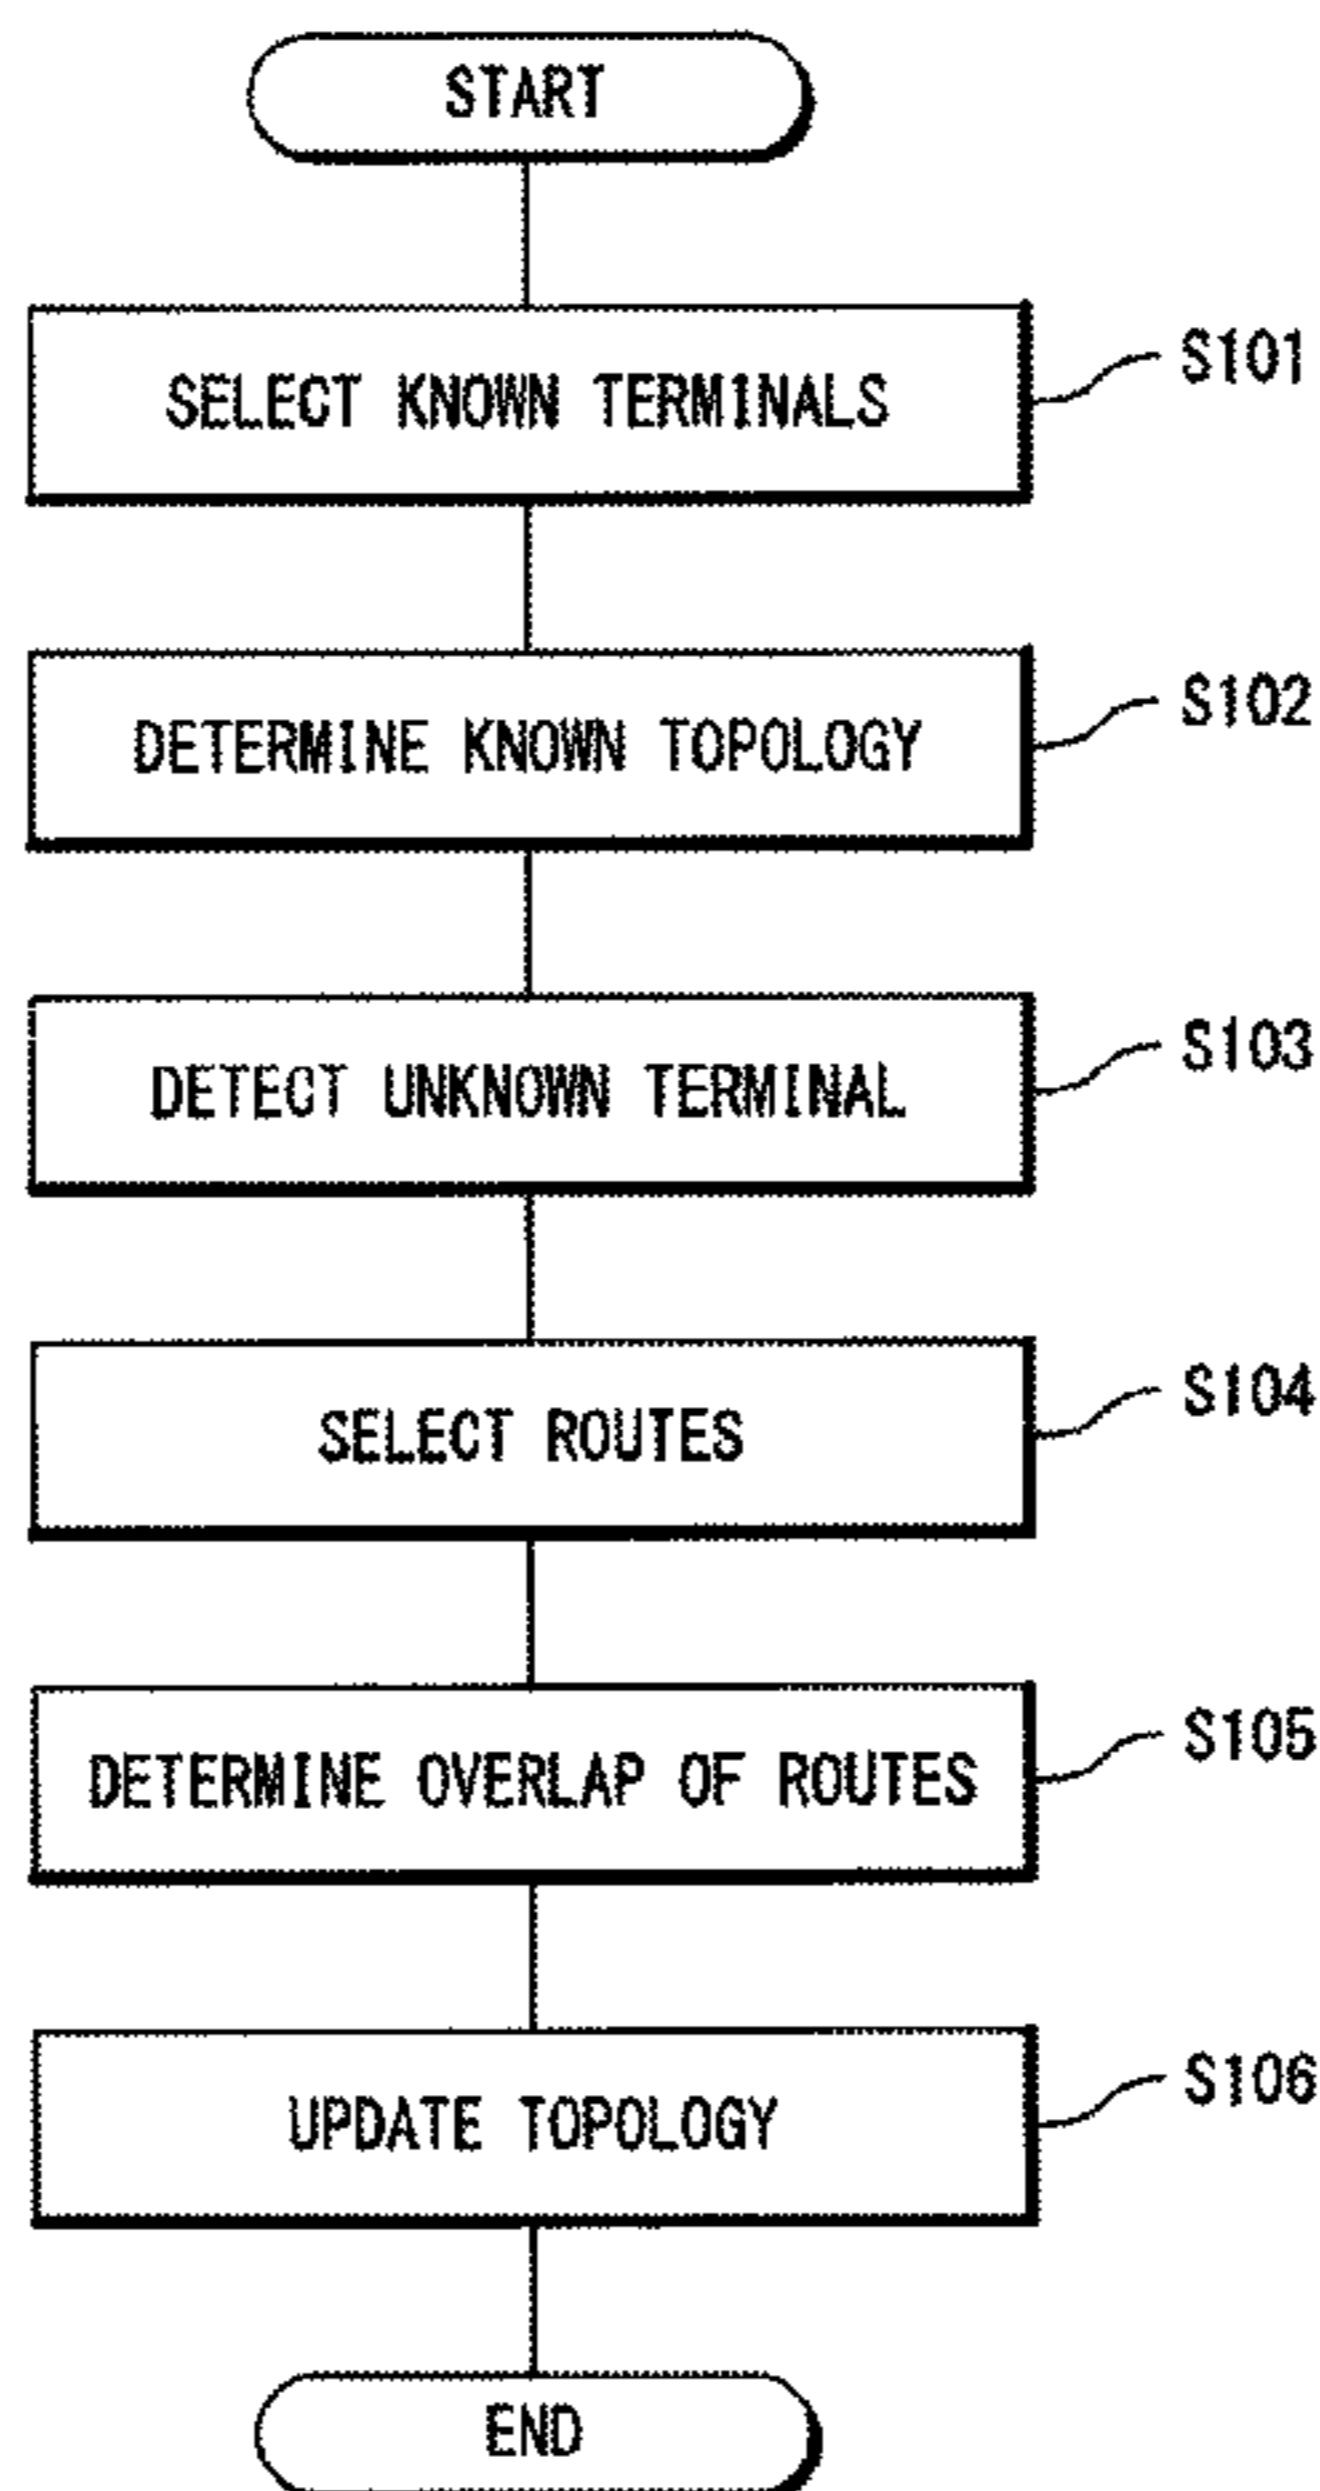 START
SELECT KNOWN TERMINALS
S101
DETERMINE KNOWN TOPOLOGY
S102
DETECT UNKNOWN TERMINAL
S103
SELECT ROUTES
S104
DETERMINE OVERLAP OF ROUTES
S105
UPDATE TOPOLOGY
S106
END